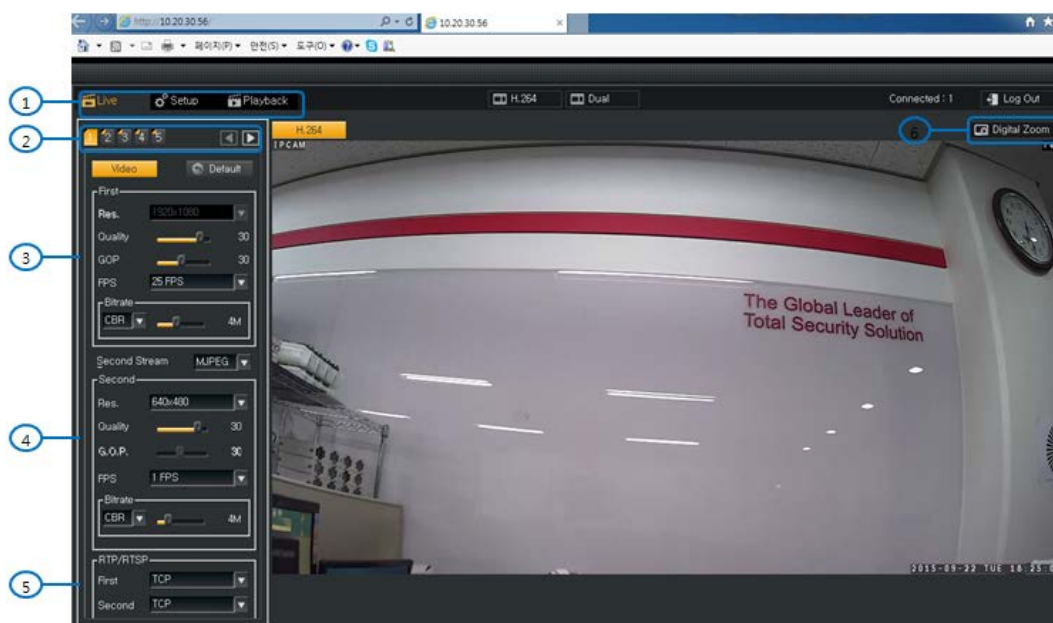 http://10.20.30.56/
10.20.30.56
페이지(P) 안전(S) 도구(O)
1
Live Setup Playback
H.264 Dual
Connected : 1 Log Out
2
1 2 3 4 5
H.264
6
Digital Zoom
IPCAM
Video Default
First
Res. 1920x1080
3
Quality 30
GOP 30
FPS 25 FPS
Bitrate
CBR 4M
Second Stream MJPEG
Second
Res. 640x480
4
Quality 30
G.O.P. 30
FPS 1 FPS
Bitrate
CBR 4M
RTP/RTSP
5
First TCP
Second TCP
The Global Leader of
Total Security Solution
2015-09-22 TUE 18:25:0